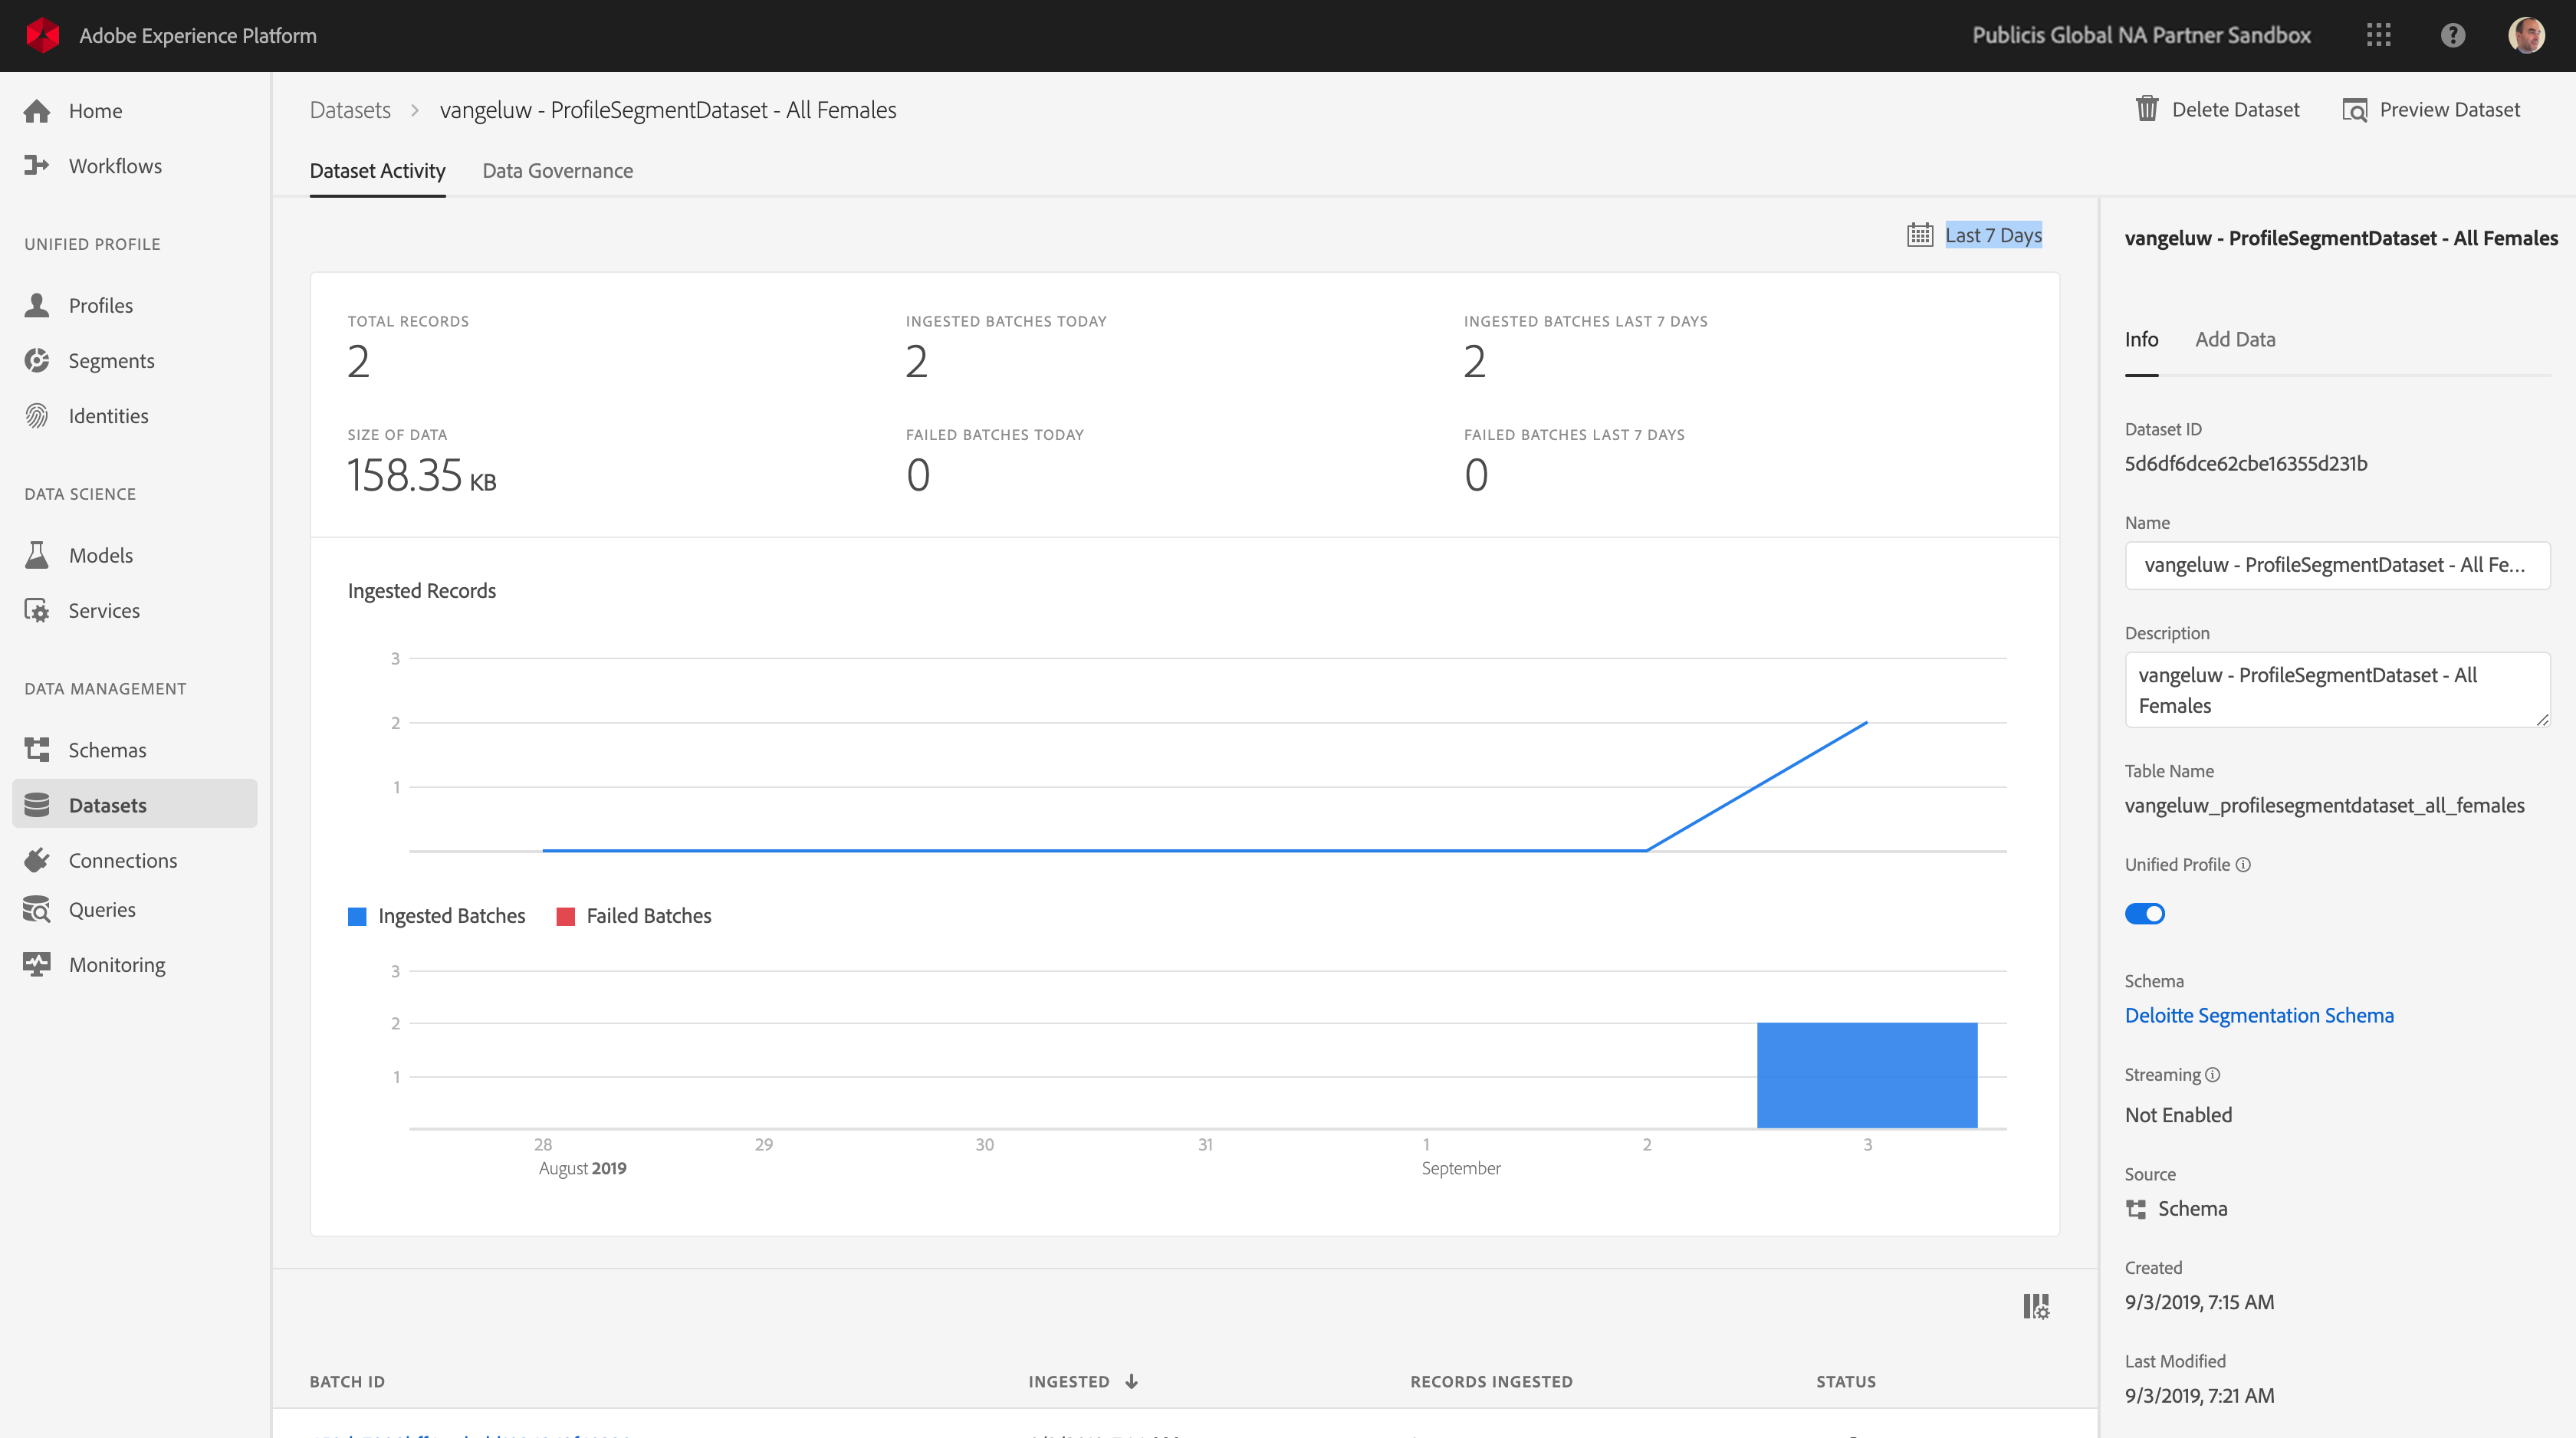 Adobe Experience Platform
Publicis Global NA Partner Sandbox
Home
Workflows
UNIFIED PROFILE
Profiles
Segments
Identities
DATA SCIENCE
Models
Services
DATA MANAGEMENT
Schemas
Datasets
Connections
Queries
Monitoring
Datasets > vangeluw - ProfileSegmentDataset - All Females
Delete Dataset
Preview Dataset
Dataset Activity
Data Governance
Last 7 Days
TOTAL RECORDS
2
INGESTED BATCHES TODAY
2
INGESTED BATCHES LAST 7 DAYS
2
SIZE OF DATA
158.35 KB
FAILED BATCHES TODAY
0
FAILED BATCHES LAST 7 DAYS
0
Ingested Records
3
2
1
Ingested Batches
Failed Batches
3
2
1
28 29 30 31 1 2 3
August 2019 September
BATCH ID
INGESTED
RECORDS INGESTED
STATUS
vangeluw - ProfileSegmentDataset - All Females
Info
Add Data
Dataset ID
5d6df6dce62cbe16355d231b
Name
vangeluw - ProfileSegmentDataset - All Fe...
Description
vangeluw - ProfileSegmentDataset - All
Females
Table Name
vangeluw_profilesegmentdataset_all_females
Unified Profile
Schema
Deloitte Segmentation Schema
Streaming
Not Enabled
Source
Schema
Created
9/3/2019, 7:15 AM
Last Modified
9/3/2019, 7:21 AM